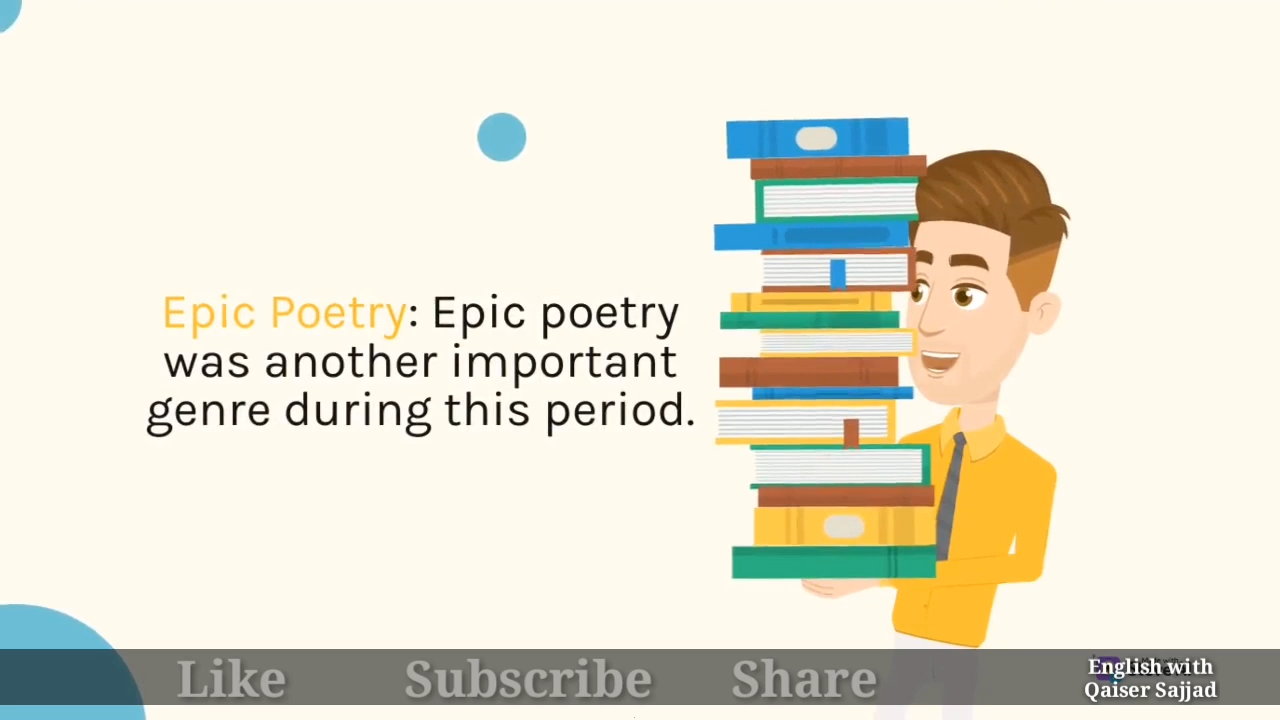 Epic Poetry: Epic poetry
was another important
genre during this period.
Like Subscribe Share
English with
Qaiser Sajjad